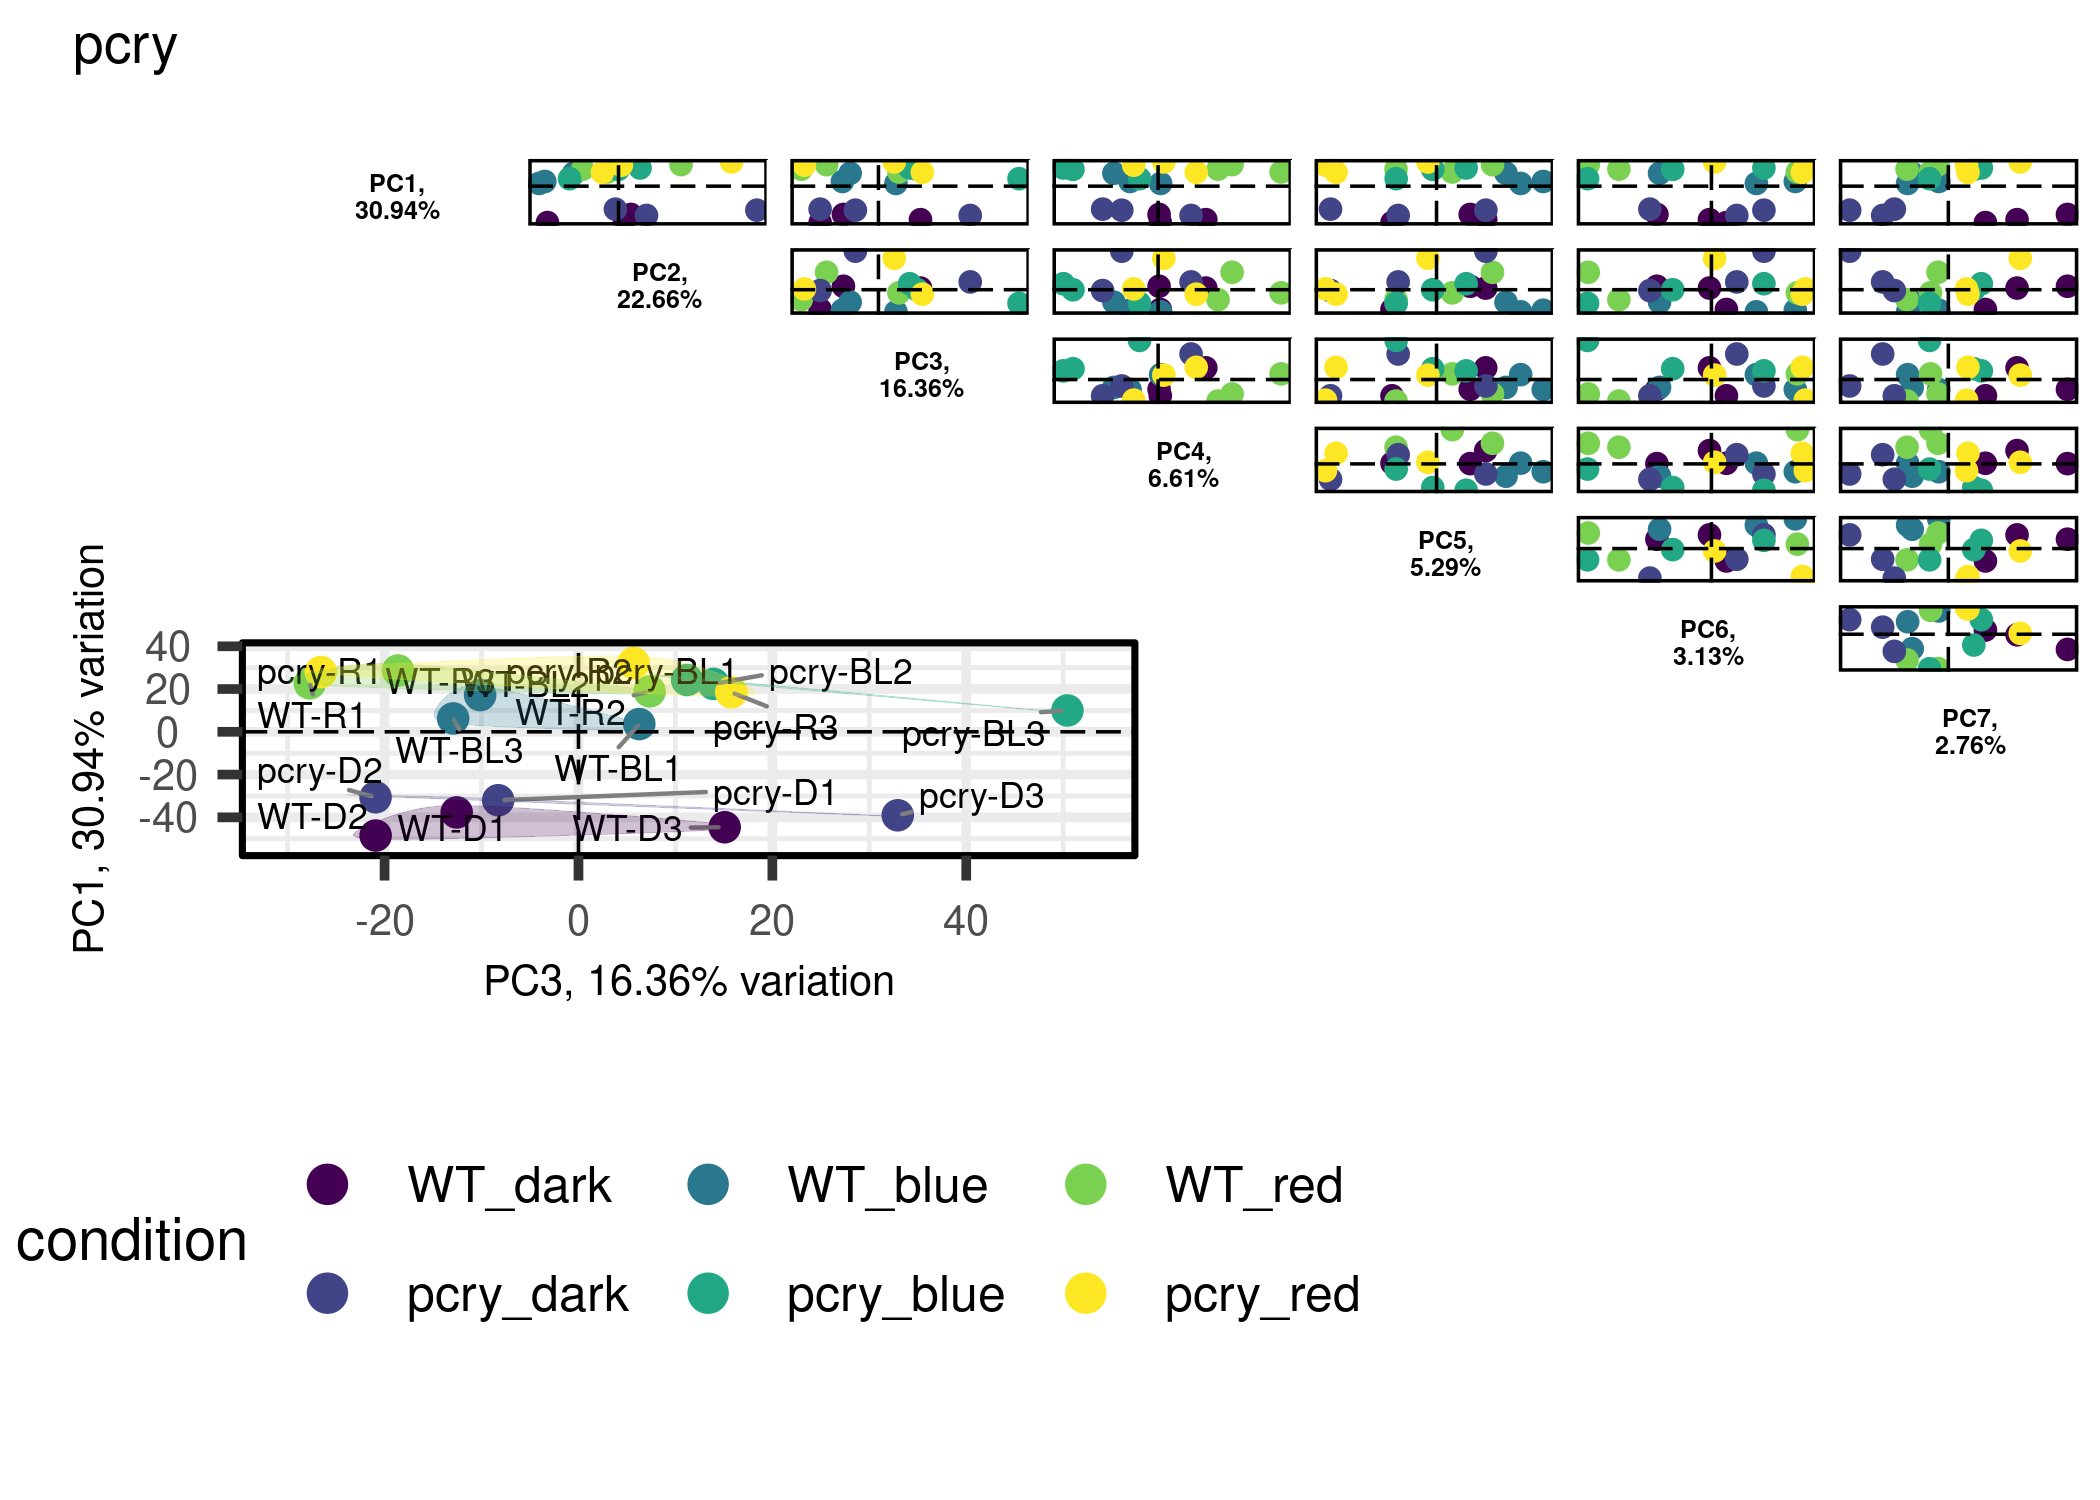 pcry
PC1,
30.94%
PC2,
22.66%
PC3,
16.36%
PC4,
6.61%
PC5,
5.29%
PC6,
3.13%
PC7,
2.76%
PC1, 30.94% variation
40
20
0
-20
-40
pcry-R1
WT-R3
WT-BL2
pcry-R2
pcry-BL1
pcry-BL2
WT-R1
WT-R2
pcry-R3
pcry-BL3
WT-BL3
WT-BL1
pcry-D2
pcry-D1
pcry-D3
WT-D2
WT-D1
WT-D3
-20
0
20
40
PC3, 16.36% variation
condition
WT_dark
WT_blue
WT_red
pcry_dark
pcry_blue
pcry_red